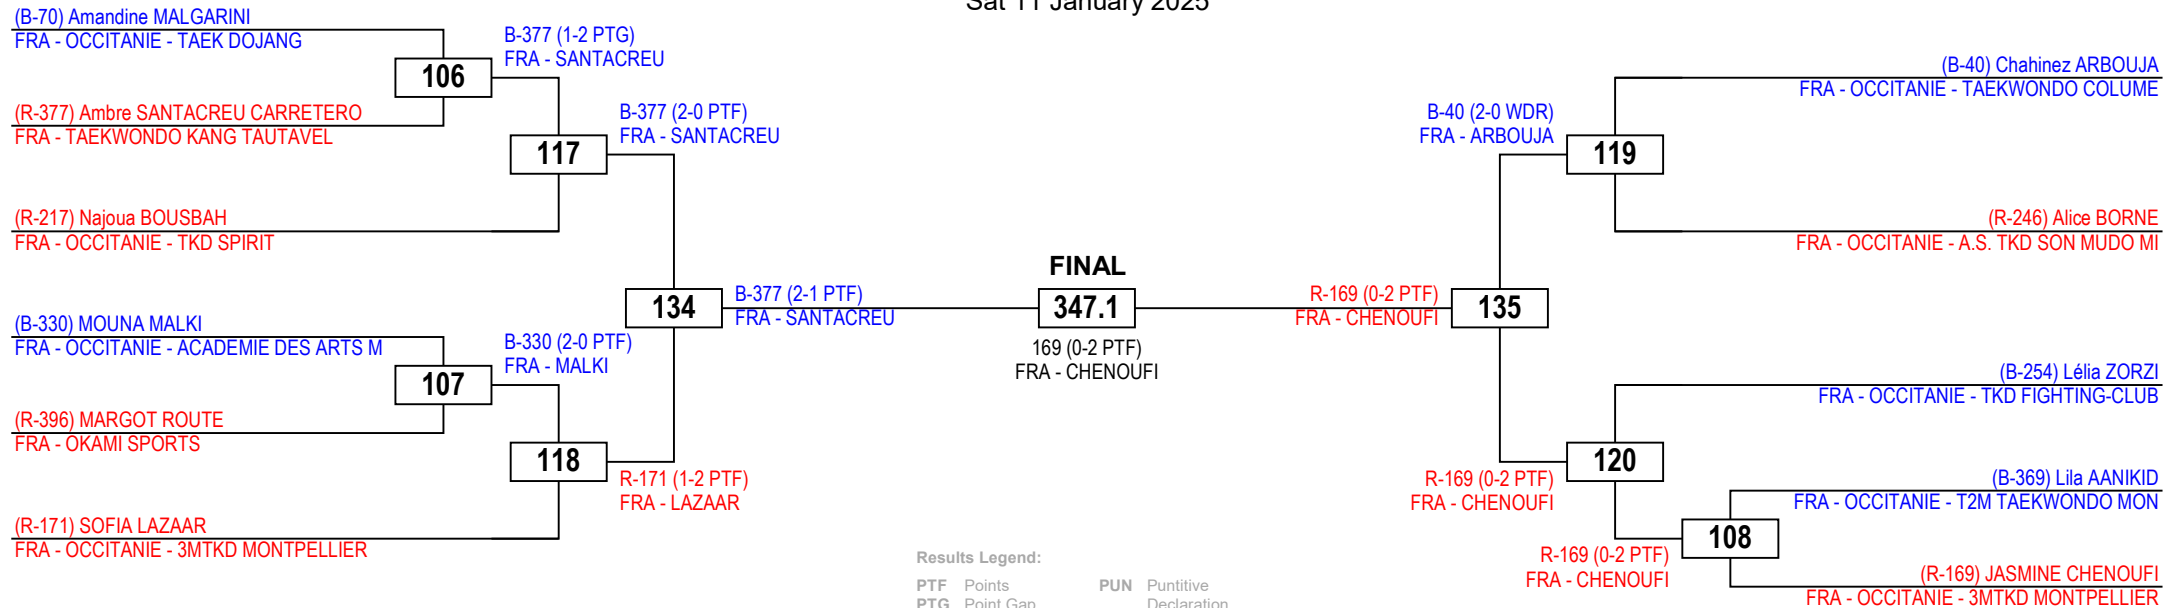 Sat 11 January 2025
(B-70) Amandine MALGARINI
FRA - OCCITANIE - TAEK DOJANG
106
(R-377) Ambre SANTACREU CARRETERO
FRA - TAEKWONDO KANG TAUTAVEL
B-377 (1-2 PTG)
FRA - SANTACREU
117
(R-217) Najoua BOUSBAH
FRA - OCCITANIE - TKD SPIRIT
B-377 (2-0 PTF)
FRA - SANTACREU
134
(B-330) MOUNA MALKI
FRA - OCCITANIE - ACADEMIE DES ARTS M
107
(R-396) MARGOT ROUTE
FRA - OKAMI SPORTS
B-330 (2-0 PTF)
FRA - MALKI
118
(R-171) SOFIA LAZAAR
FRA - OCCITANIE - 3MTKD MONTPELLIER
R-171 (1-2 PTF)
FRA - LAZAAR
B-377 (2-1 PTF)
FRA - SANTACREU
FINAL
347.1
169 (0-2 PTF)
FRA - CHENOUFI
R-169 (0-2 PTF)
FRA - CHENOUFI
135
B-40 (2-0 WDR)
FRA - ARBOUJA
119
(B-40) Chahinez ARBOUJA
FRA - OCCITANIE - TAEKWONDO COLUME
(R-246) Alice BORNE
FRA - OCCITANIE - A.S. TKD SON MUDO MI
R-169 (0-2 PTF)
FRA - CHENOUFI
120
(B-254) Lélia ZORZI
FRA - OCCITANIE - TKD FIGHTING-CLUB
R-169 (0-2 PTF)
FRA - CHENOUFI
108
(B-369) Lila AANIKID
FRA - OCCITANIE - T2M TAEKWONDO MON
(R-169) JASMINE CHENOUFI
FRA - OCCITANIE - 3MTKD MONTPELLIER
Results Legend:
PTF Points PUN Puntitive
PTG Point Gap Declaration